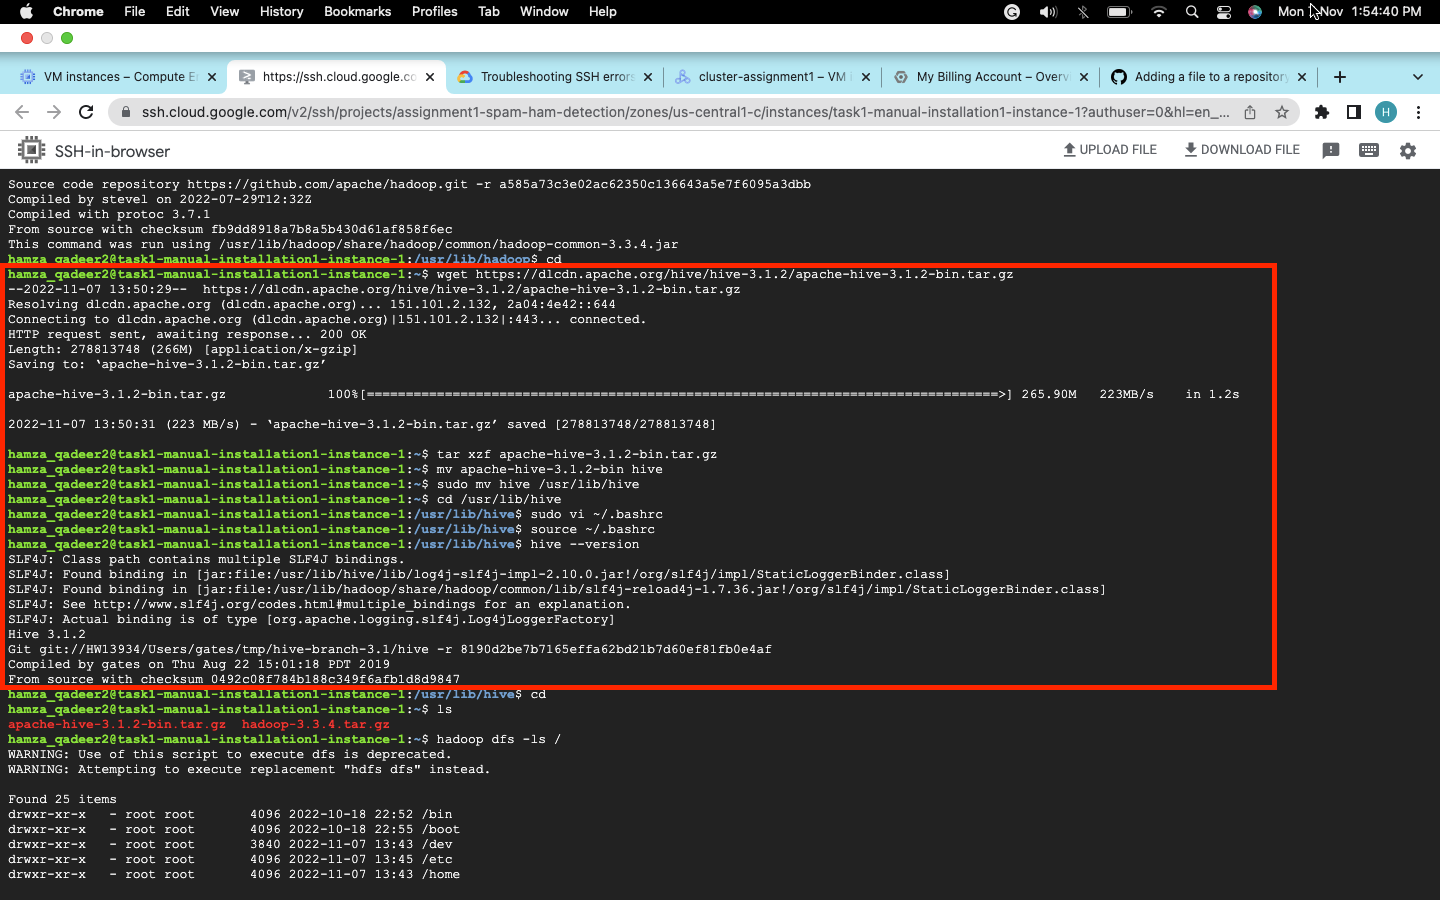 Chrome File Edit View History Bookmarks Profiles Tab Window Help Mon Nov 1:54:40 PM
VM instances – Compute E https://ssh.cloud.google.co Troubleshooting SSH errors cluster-assignment1 – VM My Billing Account – Overv Adding a file to a repository
ssh.cloud.google.com/v2/ssh/projects/assignment1-spam-ham-detection/zones/us-central1-c/instances/task1-manual-installation1-instance-1?authuser=0&hl=en_... H
SSH-in-browser UPLOAD FILE DOWNLOAD FILE
Source code repository https://github.com/apache/hadoop.git -r a585a73c3e02ac62350c136643a5e7f6095a3dbb
Compiled by stevel on 2022-07-29T12:32Z
Compiled with protoc 3.7.1
From source with checksum fb9dd8918a7b8a5b430d61af858f6ec
This command was run using /usr/lib/hadoop/share/hadoop/common/hadoop-common-3.3.4.jar
hamza_qadeer2@task1-manual-installation1-instance-1:/usr/lib/hadoop$ cd
hamza_qadeer2@task1-manual-installation1-instance-1:~$ wget https://dlcdn.apache.org/hive/hive-3.1.2/apache-hive-3.1.2-bin.tar.gz
--2022-11-07 13:50:29-- https://dlcdn.apache.org/hive/hive-3.1.2/apache-hive-3.1.2-bin.tar.gz
Resolving dlcdn.apache.org (dlcdn.apache.org)... 151.101.2.132, 2a04:4e42::644
Connecting to dlcdn.apache.org (dlcdn.apache.org)|151.101.2.132|:443... connected.
HTTP request sent, awaiting response... 200 OK
Length: 278813748 (266M) [application/x-gzip]
Saving to: ‘apache-hive-3.1.2-bin.tar.gz’
apache-hive-3.1.2-bin.tar.gz 100%[=================================================================================>] 265.90M 223MB/s in 1.2s
2022-11-07 13:50:31 (223 MB/s) - ‘apache-hive-3.1.2-bin.tar.gz’ saved [278813748/278813748]
hamza_qadeer2@task1-manual-installation1-instance-1:~$ tar xzf apache-hive-3.1.2-bin.tar.gz
hamza_qadeer2@task1-manual-installation1-instance-1:~$ mv apache-hive-3.1.2-bin hive
hamza_qadeer2@task1-manual-installation1-instance-1:~$ sudo mv hive /usr/lib/hive
hamza_qadeer2@task1-manual-installation1-instance-1:~$ cd /usr/lib/hive
hamza_qadeer2@task1-manual-installation1-instance-1:/usr/lib/hive$ sudo vi ~/.bashrc
hamza_qadeer2@task1-manual-installation1-instance-1:/usr/lib/hive$ source ~/.bashrc
hamza_qadeer2@task1-manual-installation1-instance-1:/usr/lib/hive$ hive --version
SLF4J: Class path contains multiple SLF4J bindings.
SLF4J: Found binding in [jar:file:/usr/lib/hive/lib/log4j-slf4j-impl-2.10.0.jar!/org/slf4j/impl/StaticLoggerBinder.class]
SLF4J: Found binding in [jar:file:/usr/lib/hadoop/share/hadoop/common/lib/slf4j-reload4j-1.7.36.jar!/org/slf4j/impl/StaticLoggerBinder.class]
SLF4J: See http://www.slf4j.org/codes.html#multiple_bindings for an explanation.
SLF4J: Actual binding is of type [org.apache.logging.slf4j.Log4jLoggerFactory]
Hive 3.1.2
Git git://HW13934/Users/gates/tmp/hive-branch-3.1/hive -r 8190d2be7b7165effa62bd21b7d60ef81fb0e4af
Compiled by gates on Thu Aug 22 15:01:18 PDT 2019
From source with checksum 0492c08f784b188c349f6afb1d8d9847
hamza_qadeer2@task1-manual-installation1-instance-1:/usr/lib/hive$ cd
hamza_qadeer2@task1-manual-installation1-instance-1:~$ ls
apache-hive-3.1.2-bin.tar.gz hadoop-3.3.4.tar.gz
hamza_qadeer2@task1-manual-installation1-instance-1:~$ hadoop dfs -ls /
WARNING: Use of this script to execute dfs is deprecated.
WARNING: Attempting to execute replacement "hdfs dfs" instead.
Found 25 items
drwxr-xr-x - root root 4096 2022-10-18 22:52 /bin
drwxr-xr-x - root root 4096 2022-10-18 22:55 /boot
drwxr-xr-x - root root 3840 2022-11-07 13:43 /dev
drwxr-xr-x - root root 4096 2022-11-07 13:45 /etc
drwxr-xr-x - root root 4096 2022-11-07 13:43 /home